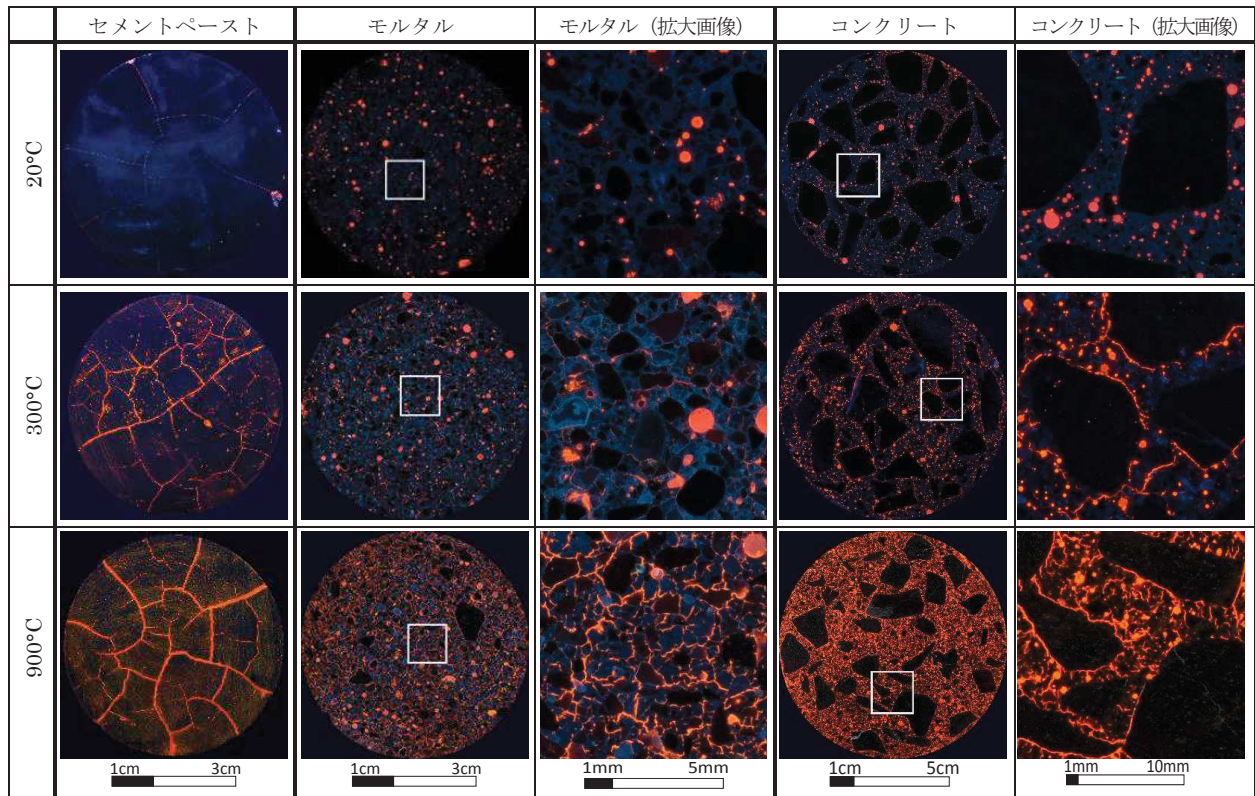 セメントペースト モルタル モルタル (拡大画像) コンクリート コンクリート (拡大画像)
20°C
300°C
900°C
1cm 3cm 1cm 3cm 1mm 5mm 1cm 5cm 1mm 10mm